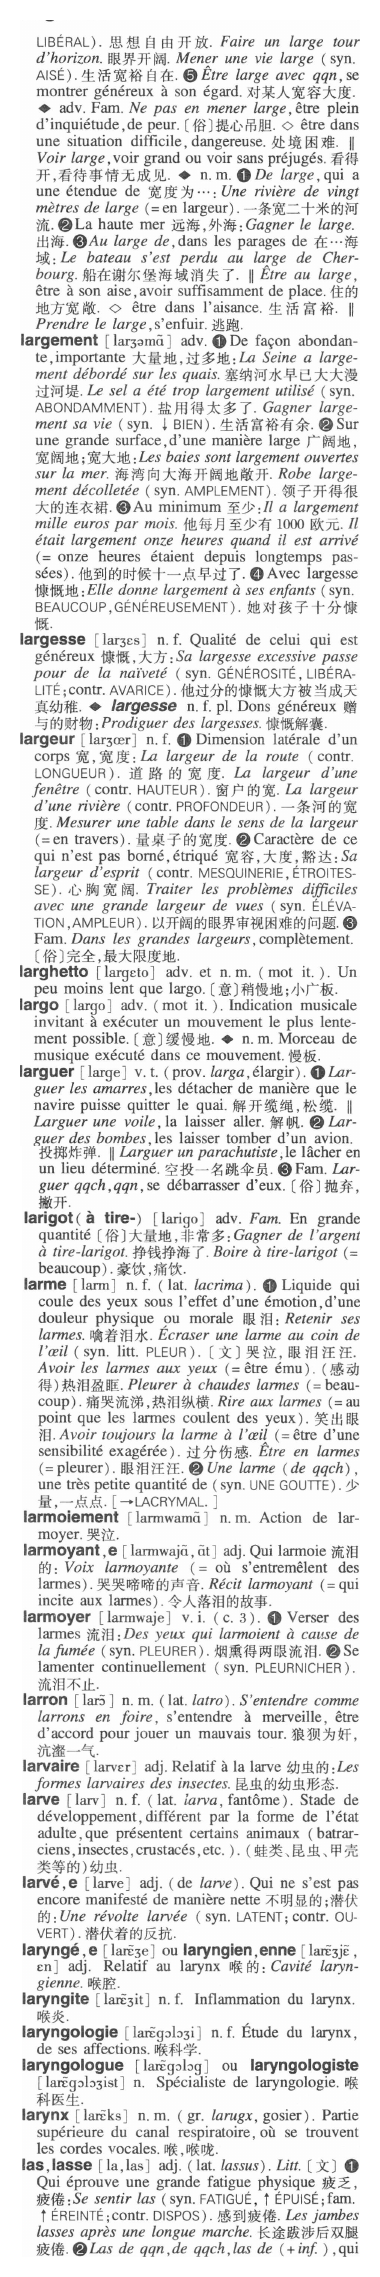 LIBÉRAL). 思想自由开放. Faire un large tour
d'horizon. 眼界开阔. Mener une vie large (syn.
AISÉ). 生活宽裕自在. ❺ Être large avec qqn, se
montrer généreux à son égard. 对某人宽容大度.
◆ adv. Fam. Ne pas en mener large, être plein
d'inquiétude, de peur. [俗]提心吊胆. ◇ être dans
une situation difficile, dangereuse. 处境困难. ‖
Voir large, voir grand ou voir sans préjugés. 看得
开,看待事情无成见. ◆ n. m. ❶ De large, qui a
une étendue de 宽度为…: Une rivière de vingt
mètres de large (= en largeur). 一条宽二十米的河
流. ❷ La haute mer 远海,外海: Gagner le large.
出海. ❸ Au large de, dans les parages de 在…海
域: Le bateau s'est perdu au large de Cher-
bourg. 船在谢尔堡海域消失了. ‖ Être au large,
être à son aise, avoir suffisamment de place. 住的
地方宽敞. ◇ être dans l'aisance. 生活富裕. ‖
Prendre le large, s'enfuir. 逃跑.
largement [larʒəmɑ̃] adv. ❶ De façon abondan-
te, importante 大量地,过多地: La Seine a large-
ment débordé sur les quais. 塞纳河水早已大大漫
过河堤. Le sel a été trop largement utilisé (syn.
ABONDAMMENT). 盐用得太多了. Gagner large-
ment sa vie (syn. ↓ BIEN). 生活富裕有余. ❷ Sur
une grande surface, d'une manière large 广阔地,
宽阔地;宽大地: Les baies sont largement ouvertes
sur la mer. 海湾向大海开阔地敞开. Robe large-
ment décolletée (syn. AMPLEMENT). 领子开得很
大的连衣裙. ❸ Au minimum 至少: Il a largement
mille euros par mois. 他每月至少有 1000 欧元. Il
était largement onze heures quand il est arrivé
(= onze heures étaient depuis longtemps pas-
sées). 他到的时候十一点早过了. ❹ Avec largesse
慷慨地: Elle donne largement à ses enfants (syn.
BEAUCOUP, GÉNÉREUSEMENT). 她对孩子十分慷
慨.
largesse [larʒɛs] n. f. Qualité de celui qui est
généreux 慷慨,大方: Sa largesse excessive passe
pour de la naïveté (syn. GÉNÉROSITÉ, LIBÉRA-
LITÉ; contr. AVARICE). 他过分的慷慨大方被当成天
真幼稚. ◆ largesse n. f. pl. Dons généreux 赠
与的财物: Prodiguer des largesses. 慷慨解囊.
largeur [larʒœr] n. f. ❶ Dimension latérale d'un
corps 宽,宽度: La largeur de la route (contr.
LONGUEUR). 道路的宽度. La largeur d'une
fenêtre (contr. HAUTEUR). 窗户的宽. La largeur
d'une rivière (contr. PROFONDEUR). 一条河的宽
度. Mesurer une table dans le sens de la largeur
(= en travers). 量桌子的宽度. ❷ Caractère de ce
qui n'est pas borné, étriqué 宽容,大度,豁达: Sa
largeur d'esprit (contr. MESQUINERIE, ÉTROITES-
SE). 心胸宽阔. Traiter les problèmes difficiles
avec une grande largeur de vues (syn. ÉLÉVA-
TION, AMPLEUR). 以开阔的眼界审视困难的问题. ❸
Fam. Dans les grandes largeurs, complètement.
[俗]完全,最大限度地.
larghetto [largɛto] adv. et n. m. (mot it.). Un
peu moins lent que largo. [意]稍慢地;小广板.
largo [largo] adv. (mot it.). Indication musicale
invitant à exécuter un mouvement le plus lente-
ment possible. [意]缓慢地. ◆ n. m. Morceau de
musique exécuté dans ce mouvement. 慢板.
larguer [large] v. t. (prov. larga, élargir). ❶ Lar-
guer les amarres, les détacher de manière que le
navire puisse quitter le quai. 解开缆绳,松缆. ‖
Larguer une voile, la laisser aller. 解帆. ❷ Lar-
guer des bombes, les laisser tomber d'un avion.
投掷炸弹. ‖ Larguer un parachutiste, le lâcher en
un lieu déterminé. 空投一名跳伞员. ❸ Fam. Lar-
guer qqch, qqn, se débarrasser d'eux. [俗]抛弃,
撇开.
larigot (à tire-) [larigo] adv. Fam. En grande
quantité [俗]大量地,非常多: Gagner de l'argent
à tire-larigot. 挣钱挣海了. Boire à tire-larigot (=
beaucoup). 豪饮,痛饮.
larme [larm] n. f. (lat. lacrima). ❶ Liquide qui
coule des yeux sous l'effet d'une émotion, d'une
douleur physique ou morale 眼泪: Retenir ses
larmes. 噙着泪水. Écraser une larme au coin de
l'œil (syn. litt. PLEUR). [文]哭泣,眼泪汪汪.
Avoir les larmes aux yeux (= être ému). (感动
得)热泪盈眶. Pleurer à chaudes larmes (= beau-
coup). 痛哭流涕,热泪纵横. Rire aux larmes (= au
point que les larmes coulent des yeux). 笑出眼
泪. Avoir toujours la larme à l'œil (= être d'une
sensibilité exagérée). 过分伤感. Être en larmes
(= pleurer). 眼泪汪汪. ❷ Une larme (de qqch),
une très petite quantité de (syn. UNE GOUTTE). 少
量,一点点. [→LACRYMAL.]
larmoiement [larmwamɑ̃] n. m. Action de lar-
moyer. 哭泣.
larmoyant, e [larmwajɑ̃, ɑ̃t] adj. Qui larmoie 流泪
的: Voix larmoyante (= où s'entremêlent des
larmes). 哭哭啼啼的声音. Récit larmoyant (= qui
incite aux larmes). 令人落泪的故事.
larmoyer [larmwaje] v. i. (c. 3). ❶ Verser des
larmes 流泪: Des yeux qui larmoient à cause de
la fumée (syn. PLEURER). 烟熏得两眼流泪. ❷ Se
lamenter continuellement (syn. PLEURNICHER).
流泪不止.
larron [larɔ̃] n. m. (lat. latro). S'entendre comme
larrons en foire, s'entendre à merveille, être
d'accord pour jouer un mauvais tour. 狼狈为奸,
沆瀣一气.
larvaire [larvɛr] adj. Relatif à la larve 幼虫的: Les
formes larvaires des insectes. 昆虫的幼虫形态.
larve [larv] n. f. (lat. larva, fantôme). Stade de
développement, différent par la forme de l'état
adulte, que présentent certains animaux (batrar-
ciens, insectes, crustacés, etc.). (蛙类、昆虫、甲壳
类等的)幼虫.
larvé, e [larve] adj. (de larve). Qui ne s'est pas
encore manifesté de manière nette 不明显的;潜伏
的: Une révolte larvée (syn. LATENT; contr. OU-
VERT). 潜伏着的反抗.
laryngé, e [larɛ̃ʒe] ou laryngien, enne [larɛ̃ʒjɛ̃,
ɛn] adj. Relatif au larynx 喉的: Cavité laryn-
gienne. 喉腔.
laryngite [larɛ̃ʒit] n. f. Inflammation du larynx.
喉炎.
laryngologie [larɛ̃gɔlɔʒi] n. f. Étude du larynx,
de ses affections. 喉科学.
laryngologue [larɛ̃gɔlɔg] ou laryngologiste
[larɛ̃gɔlɔʒist] n. Spécialiste de laryngologie. 喉
科医生.
larynx [larɛ̃ks] n. m. (gr. larugx, gosier). Partie
supérieure du canal respiratoire, où se trouvent
les cordes vocales. 喉,喉咙.
las, lasse [la, las] adj. (lat. lassus). Litt. [文] ❶
Qui éprouve une grande fatigue physique 疲乏,
疲倦: Se sentir las (syn. FATIGUÉ, ↑ ÉPUISÉ; fam.
↑ ÉREINTÉ; contr. DISPOS). 感到疲倦. Les jambes
lasses après une longue marche. 长途跋涉后双腿
疲倦. ❷ Las de qqn, de qqch, las de (+ inf.), qui